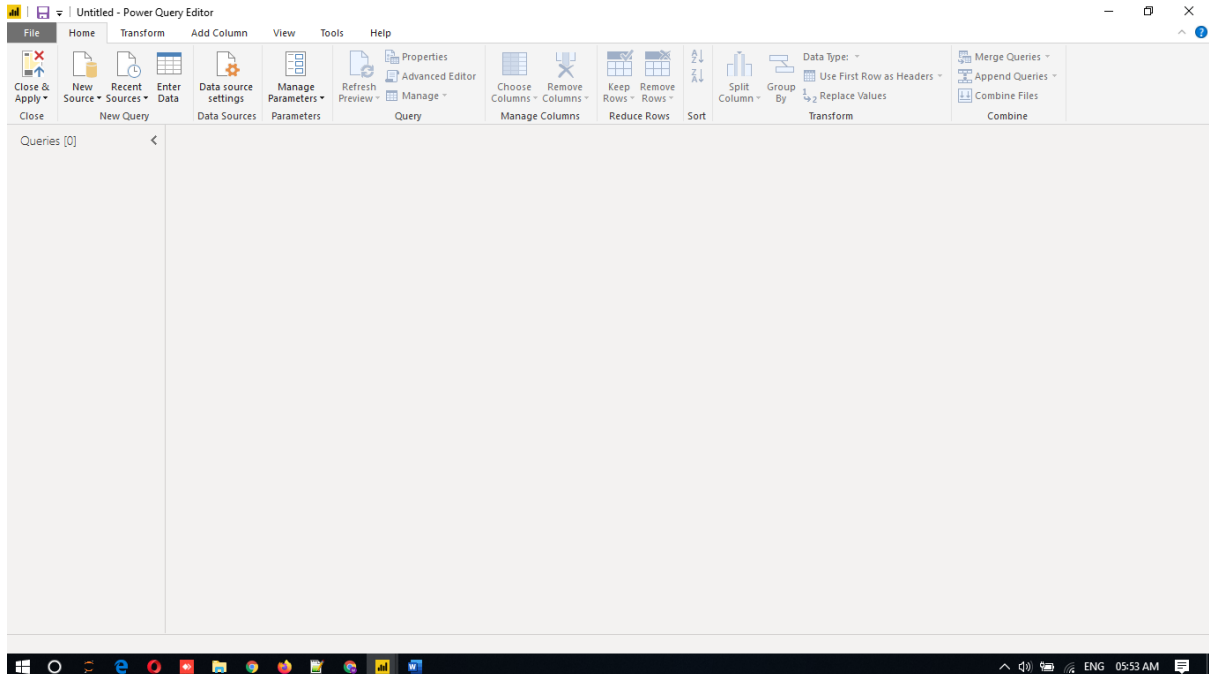 Untitled - Power Query Editor
File Home Transform Add Column View Tools Help
Close & Apply
New Source
Recent Sources
Enter Data
Data source settings
Manage Parameters
Refresh Preview
Properties
Advanced Editor
Manage
Choose Columns
Remove Columns
Keep Rows
Remove Rows
Split Column
Group By
Data Type:
Use First Row as Headers
Replace Values
Merge Queries
Append Queries
Combine Files
Close New Query Data Sources Parameters Query Manage Columns Reduce Rows Sort Transform Combine
Queries [0]
ENG 05:53 AM